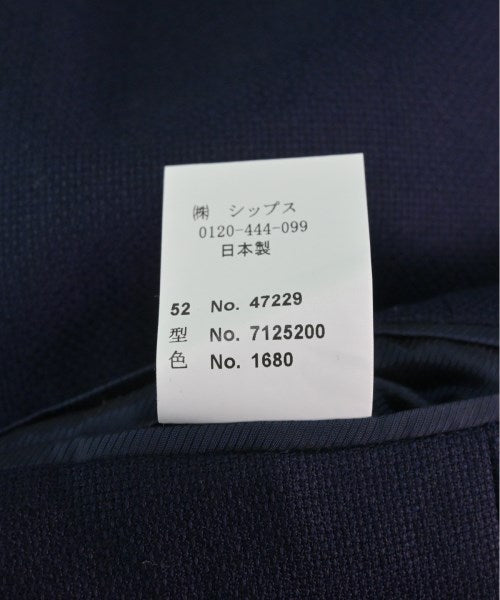 ㈱ シップス
0120-444-099
日本製
52 No. 47229
型 No. 7125200
色 No. 1680